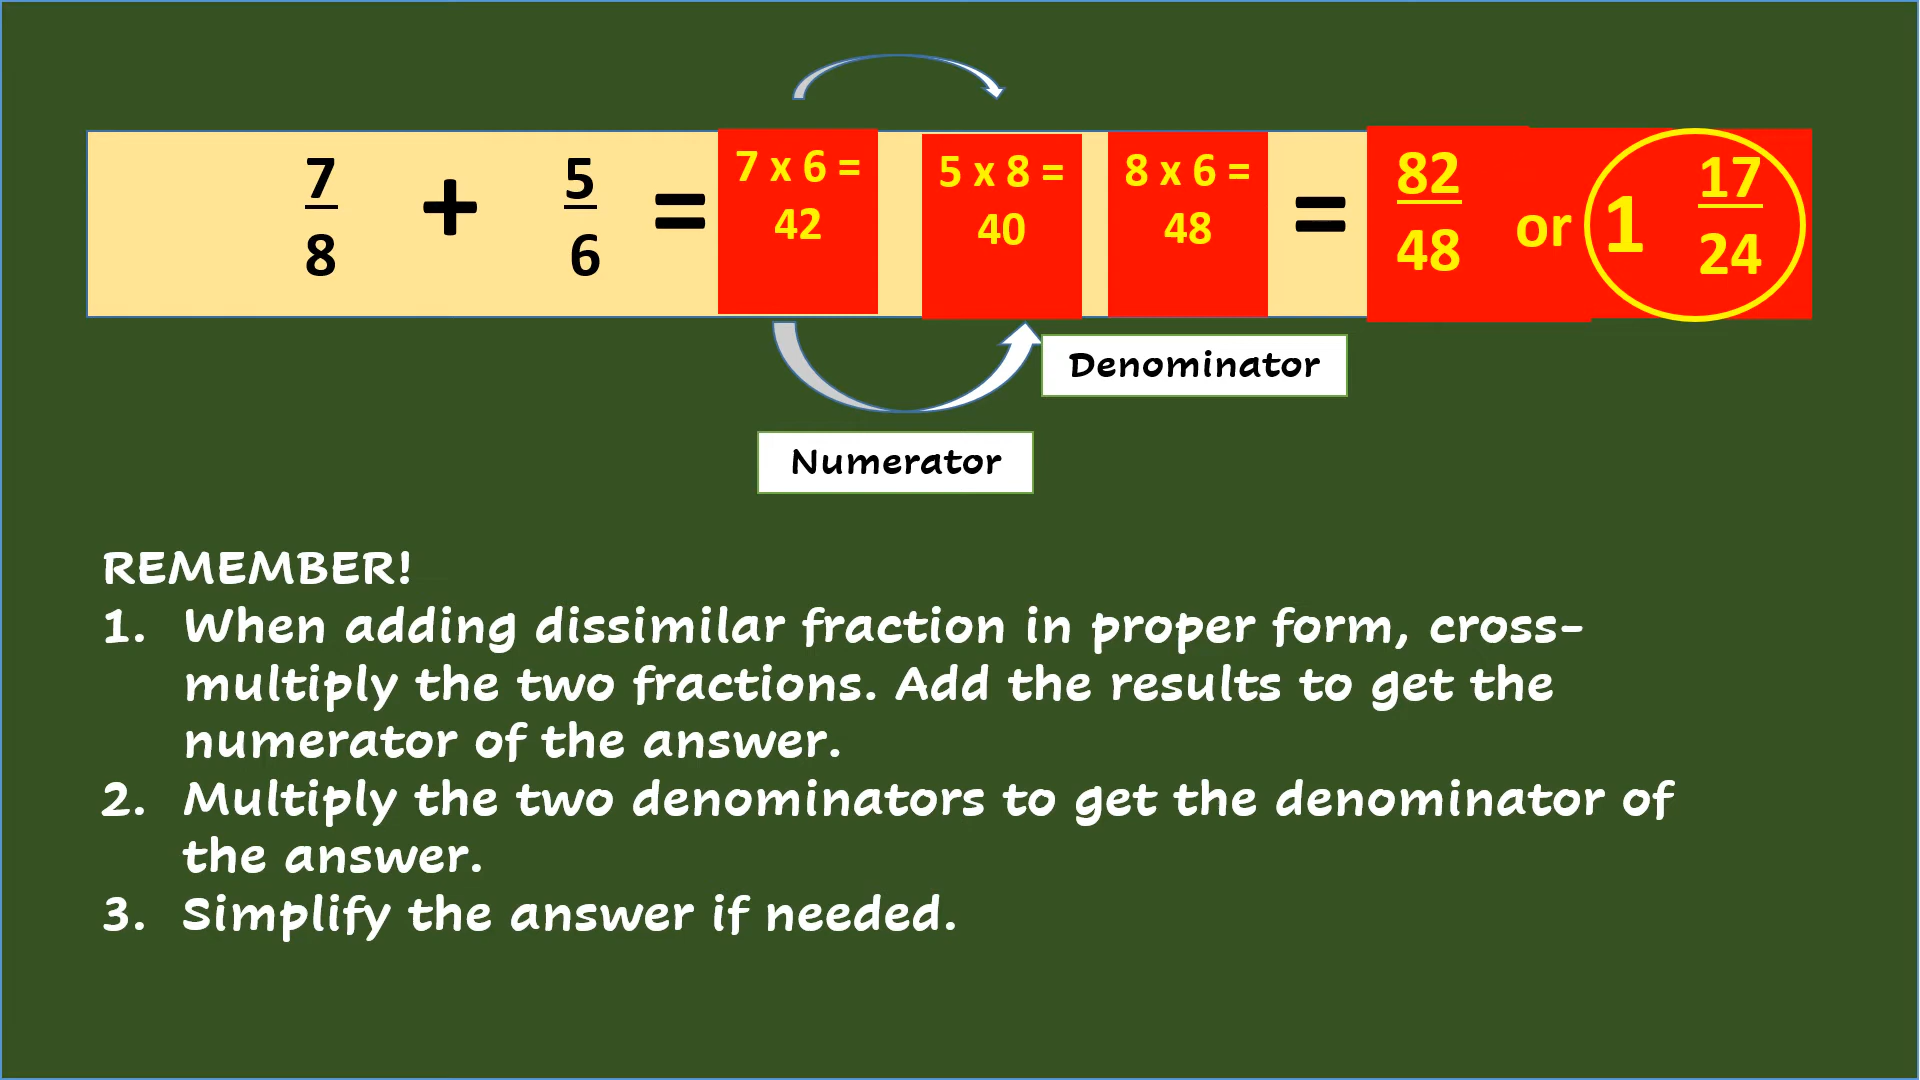 7 5 7 x 6 = 5 x 8 = 8 x 6 = 82 17
+ = = or 1
8 6 42 40 48 48 24
Denominator
Numerator
REMEMBER!
1. When adding dissimilar fraction in proper form, cross-
multiply the two fractions. Add the results to get the
numerator of the answer.
2. Multiply the two denominators to get the denominator of
the answer.
3. Simplify the answer if needed.